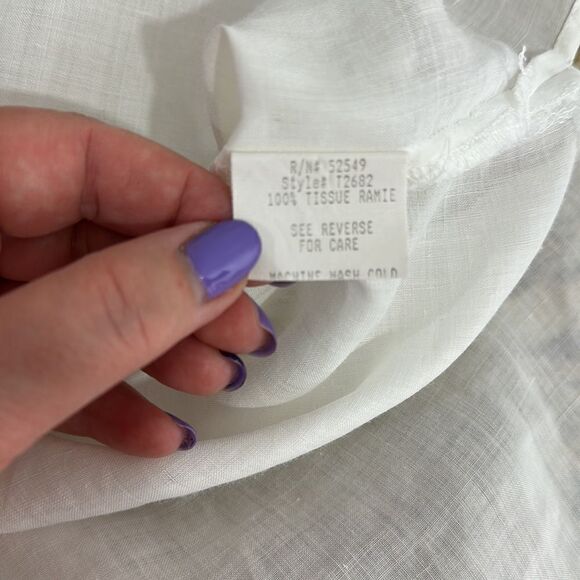 R/N# 52549
Style# T2682
100% TISSUE RAMIE
SEE REVERSE
FOR CARE
MACHINE WASH COLD